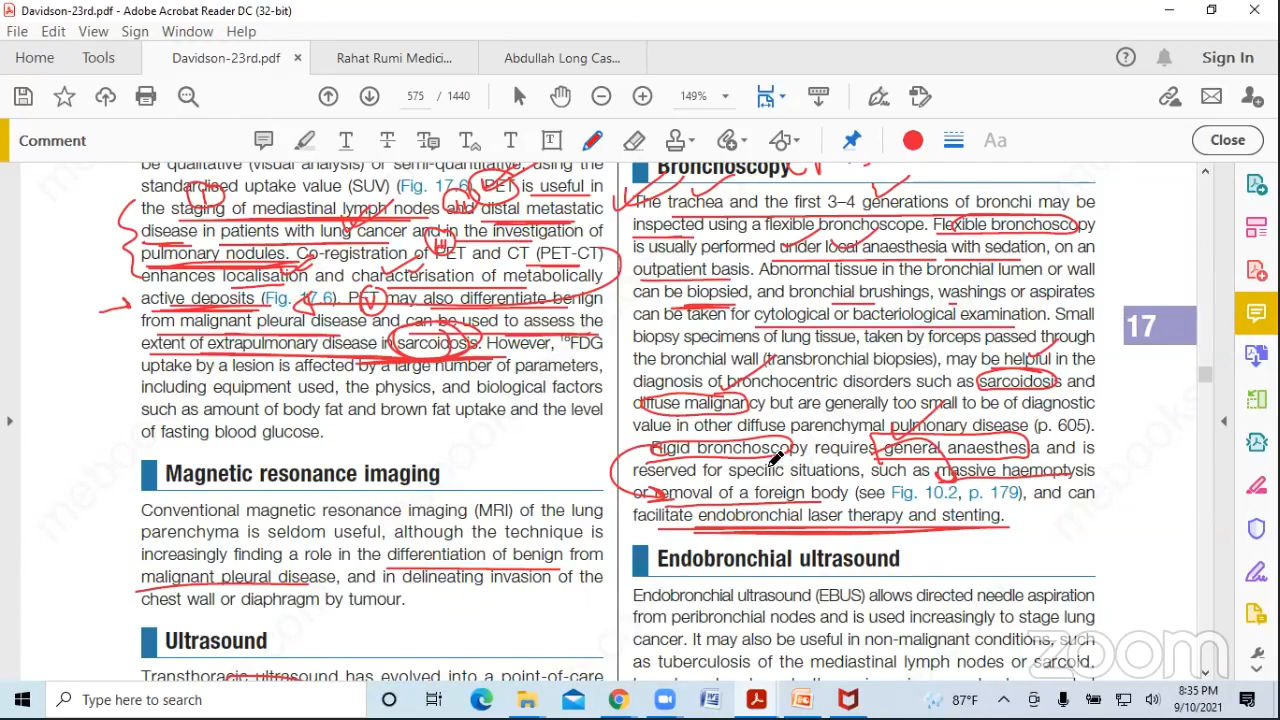 Davidson-23rd.pdf - Adobe Acrobat Reader DC (32-bit)
File Edit View Sign Window Help
Home Tools Davidson-23rd.pdf × Rahat Rumi Medici... Abdullah Long Cas... Sign In
575 / 1440 149%
Comment Aa Close
be qualitative (visual analysis) or semi-quantitative, using the
standardised uptake value (SUV) (Fig. 17.6). PET is useful in
the staging of mediastinal lymph nodes and distal metastatic
disease in patients with lung cancer and in the investigation of
pulmonary nodules. Co-registration of PET and CT (PET-CT)
enhances localisation and characterisation of metabolically
active deposits (Fig. 17.6). PET may also differentiate benign
from malignant pleural disease and can be used to assess the
extent of extrapulmonary disease in sarcoidosis. However, ¹⁸FDG
uptake by a lesion is affected by a large number of parameters,
including equipment used, the physics, and biological factors
such as amount of body fat and brown fat uptake and the level
of fasting blood glucose.
Magnetic resonance imaging
Conventional magnetic resonance imaging (MRI) of the lung
parenchyma is seldom useful, although the technique is
increasingly finding a role in the differentiation of benign from
malignant pleural disease, and in delineating invasion of the
chest wall or diaphragm by tumour.
Ultrasound
Transthoracic ultrasound has evolved into a point-of-care
Bronchoscopy
The trachea and the first 3–4 generations of bronchi may be
inspected using a flexible bronchoscope. Flexible bronchoscopy
is usually performed under local anaesthesia with sedation, on an
outpatient basis. Abnormal tissue in the bronchial lumen or wall
can be biopsied, and bronchial brushings, washings or aspirates
can be taken for cytological or bacteriological examination. Small
biopsy specimens of lung tissue, taken by forceps passed through
the bronchial wall (transbronchial biopsies), may be helpful in the
diagnosis of bronchocentric disorders such as sarcoidosis and
diffuse malignancy but are generally too small to be of diagnostic
value in other diffuse parenchymal pulmonary disease (p. 605).
Rigid bronchoscopy requires general anaesthesia and is
reserved for specific situations, such as massive haemoptysis
or removal of a foreign body (see Fig. 10.2, p. 179), and can
facilitate endobronchial laser therapy and stenting.
Endobronchial ultrasound
Endobronchial ultrasound (EBUS) allows directed needle aspiration
from peribronchial nodes and is used increasingly to stage lung
cancer. It may also be useful in non-malignant conditions, such
as tuberculosis of the mediastinal lymph nodes or sarcoid.
17
zoom
Type here to search
87°F
8:35 PM
9/10/2021